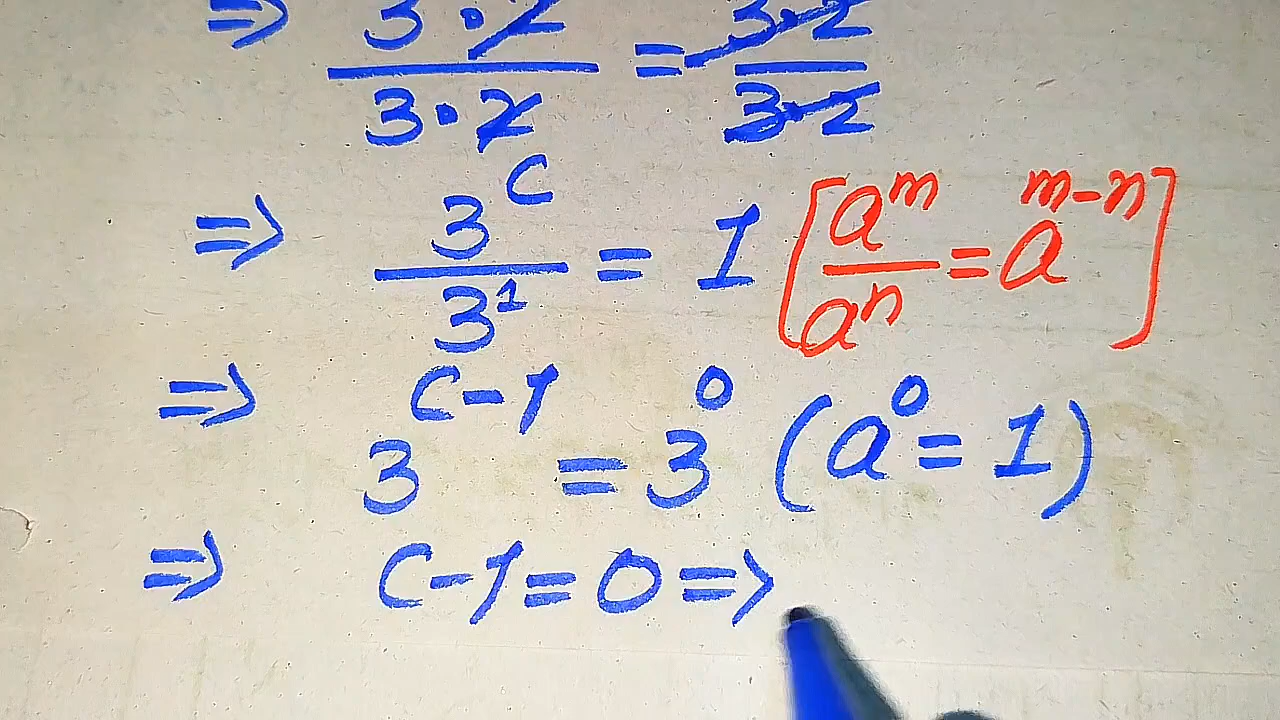 ⇒ 3·2 / 3·2 = 3·2 / 3·2
⇒ 3^c / 3^1 = 1 [a^m / a^n = a^(m-n)]
⇒ 3^(c-1) = 3^0 (a^0 = 1)
⇒ c-1=0 ⇒